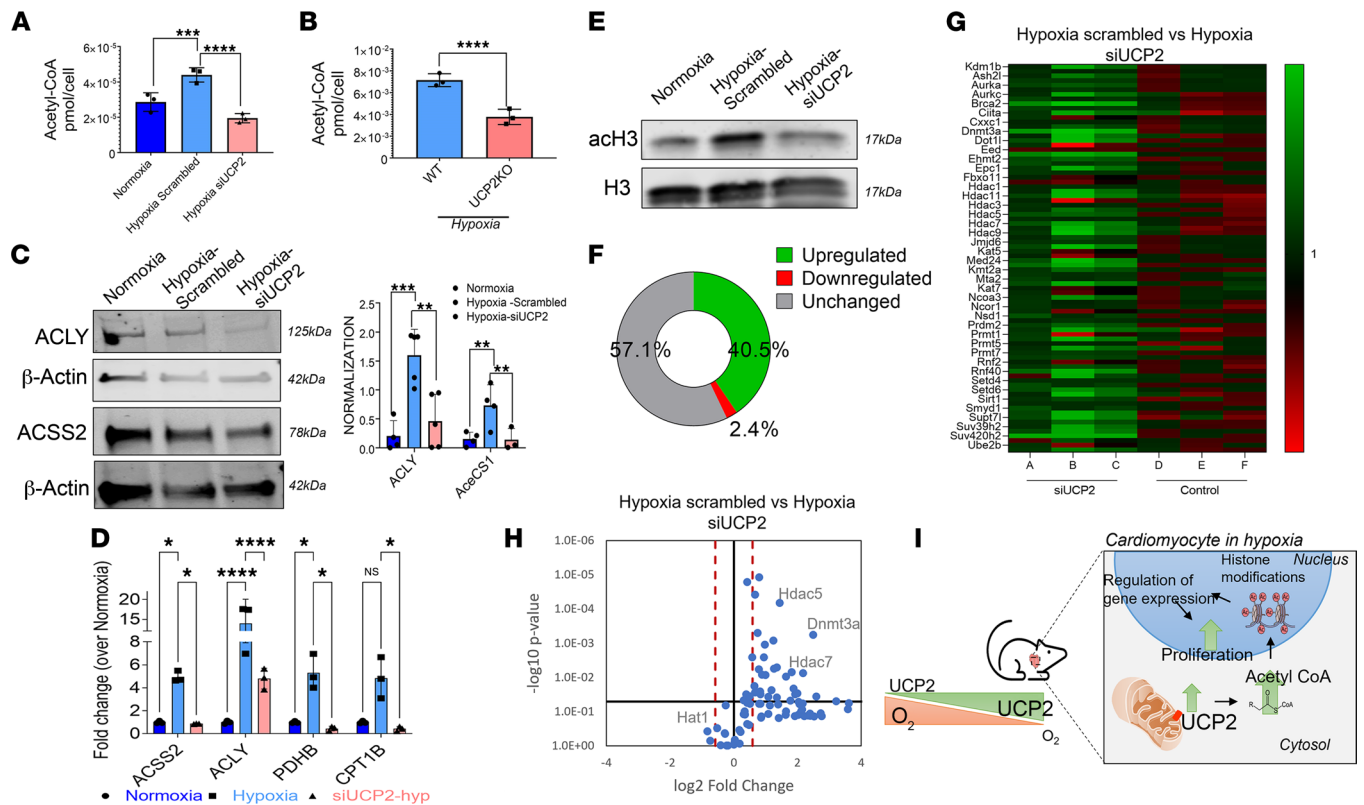 A
Acetyl-CoA
pmol/cell
6×10⁻⁵
4×10⁻⁵
2×10⁻⁵
0
***
****
Normoxia
Hypoxia Scrambled
Hypoxia siUCP2
B
Acetyl-CoA
pmol/cell
1×10⁻²
8×10⁻³
6×10⁻³
4×10⁻³
2×10⁻³
0
****
WT
UCP2KO
Hypoxia
C
Normoxia
Hypoxia-
Scrambled
Hypoxia-
siUCP2
ACLY
125kDa
β-Actin
42kDa
ACSS2
78kDa
β-Actin
42kDa
Normoxia
Hypoxia -Scrambled
Hypoxia-siUCP2
NORMALIZATION
2.5
2.0
1.5
1.0
0.5
0.0
***
**
**
**
ACLY
AceCS1
D
Fold change (over Normoxia)
20
15
10
6
4
2
0
*
*
****
****
*
*
NS
*
ACSS2
ACLY
PDHB
CPT1B
Normoxia
Hypoxia
siUCP2-hyp
E
Normoxia
Hypoxia-
Scrambled
Hypoxia-
siUCP2
acH3
17kDa
H3
17kDa
F
Upregulated
Downregulated
Unchanged
57.1%
40.5%
2.4%
G
Hypoxia scrambled vs Hypoxia
siUCP2
Kdm1b
Ash2l
Aurka
Aurkc
Brca2
Ciita
Cxxc1
Dnmt3a
Dot1l
Eed
Ehmt2
Epc1
Fbxo11
Hdac1
Hdac11
Hdac3
Hdac5
Hdac7
Hdac9
Jmjd6
Kat5
Med24
Kmt2a
Mta2
Kat7
Ncoa3
Ncor1
Nsd1
Prdm2
Prmt1
Prmt5
Prmt7
Rnf2
Rnf40
Setd4
Setd6
Sirt1
Smyd1
Supt7l
Suv39h2
Suv420h2
Ube2b
1
A B C D E F
siUCP2
Control
H
Hypoxia scrambled vs Hypoxia
siUCP2
-log10 p-value
1.0E-06
1.0E-05
1.0E-04
1.0E-03
1.0E-02
1.0E-01
1.0E+00
Hdac5
Dnmt3a
Hdac7
Hat1
-4 -3 -2 -1 0 1 2 3 4
log2 Fold Change
I
Cardiomyocyte in hypoxia
Nucleus
Histone
modifications
Regulation of
gene expression
Ac Ac Ac
Proliferation
Acetyl CoA
UCP2
R
O
S
CoA
Cytosol
UCP2
UCP2
O₂
O₂